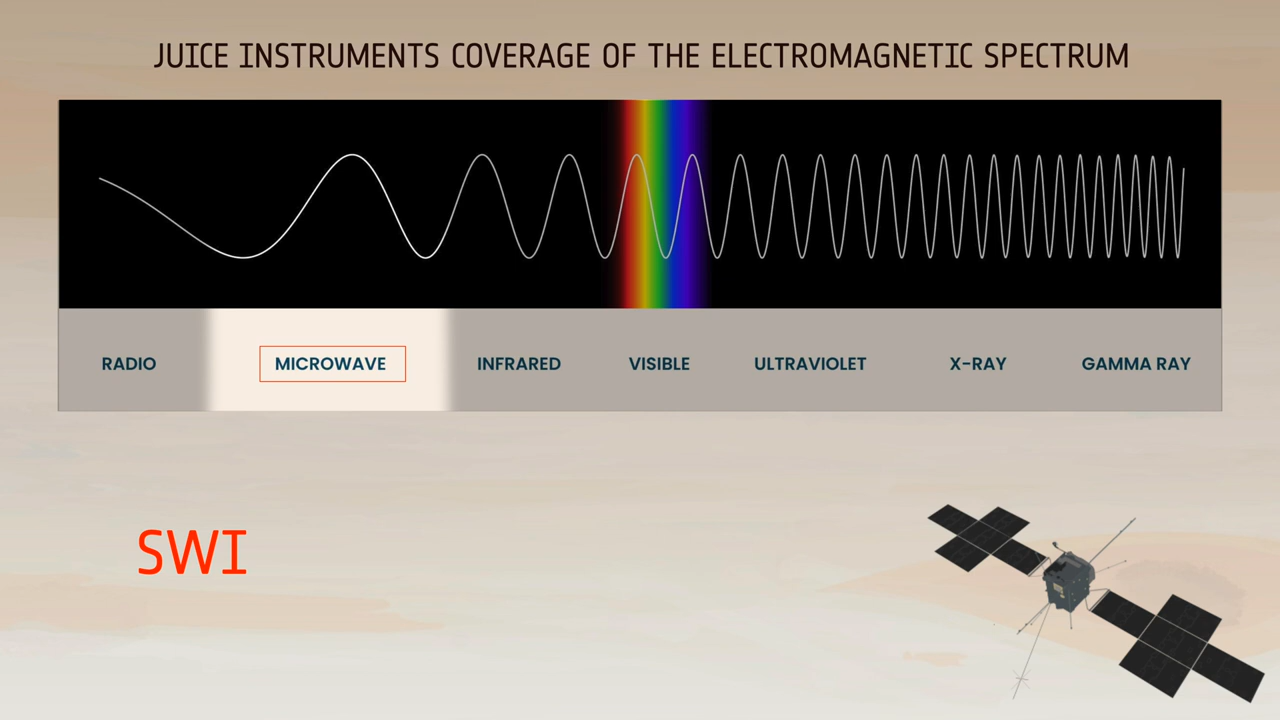 JUICE INSTRUMENTS COVERAGE OF THE ELECTROMAGNETIC SPECTRUM
RADIO MICROWAVE INFRARED VISIBLE ULTRAVIOLET X-RAY GAMMA RAY
SWI